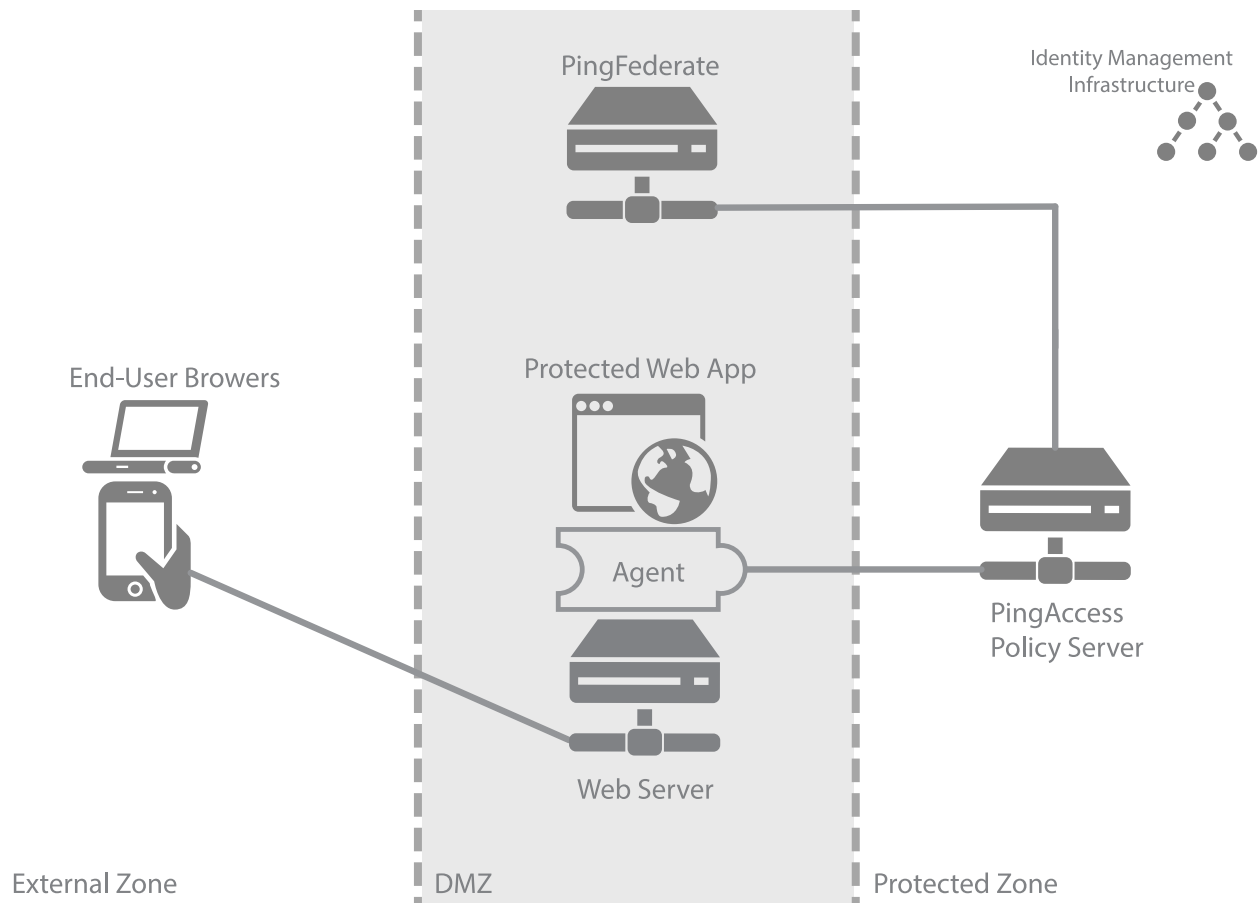 PingFederate
Identity Management
Infrastructure
End-User Browers
Protected Web App
Agent
PingAccess
Policy Server
Web Server
External Zone
DMZ
Protected Zone